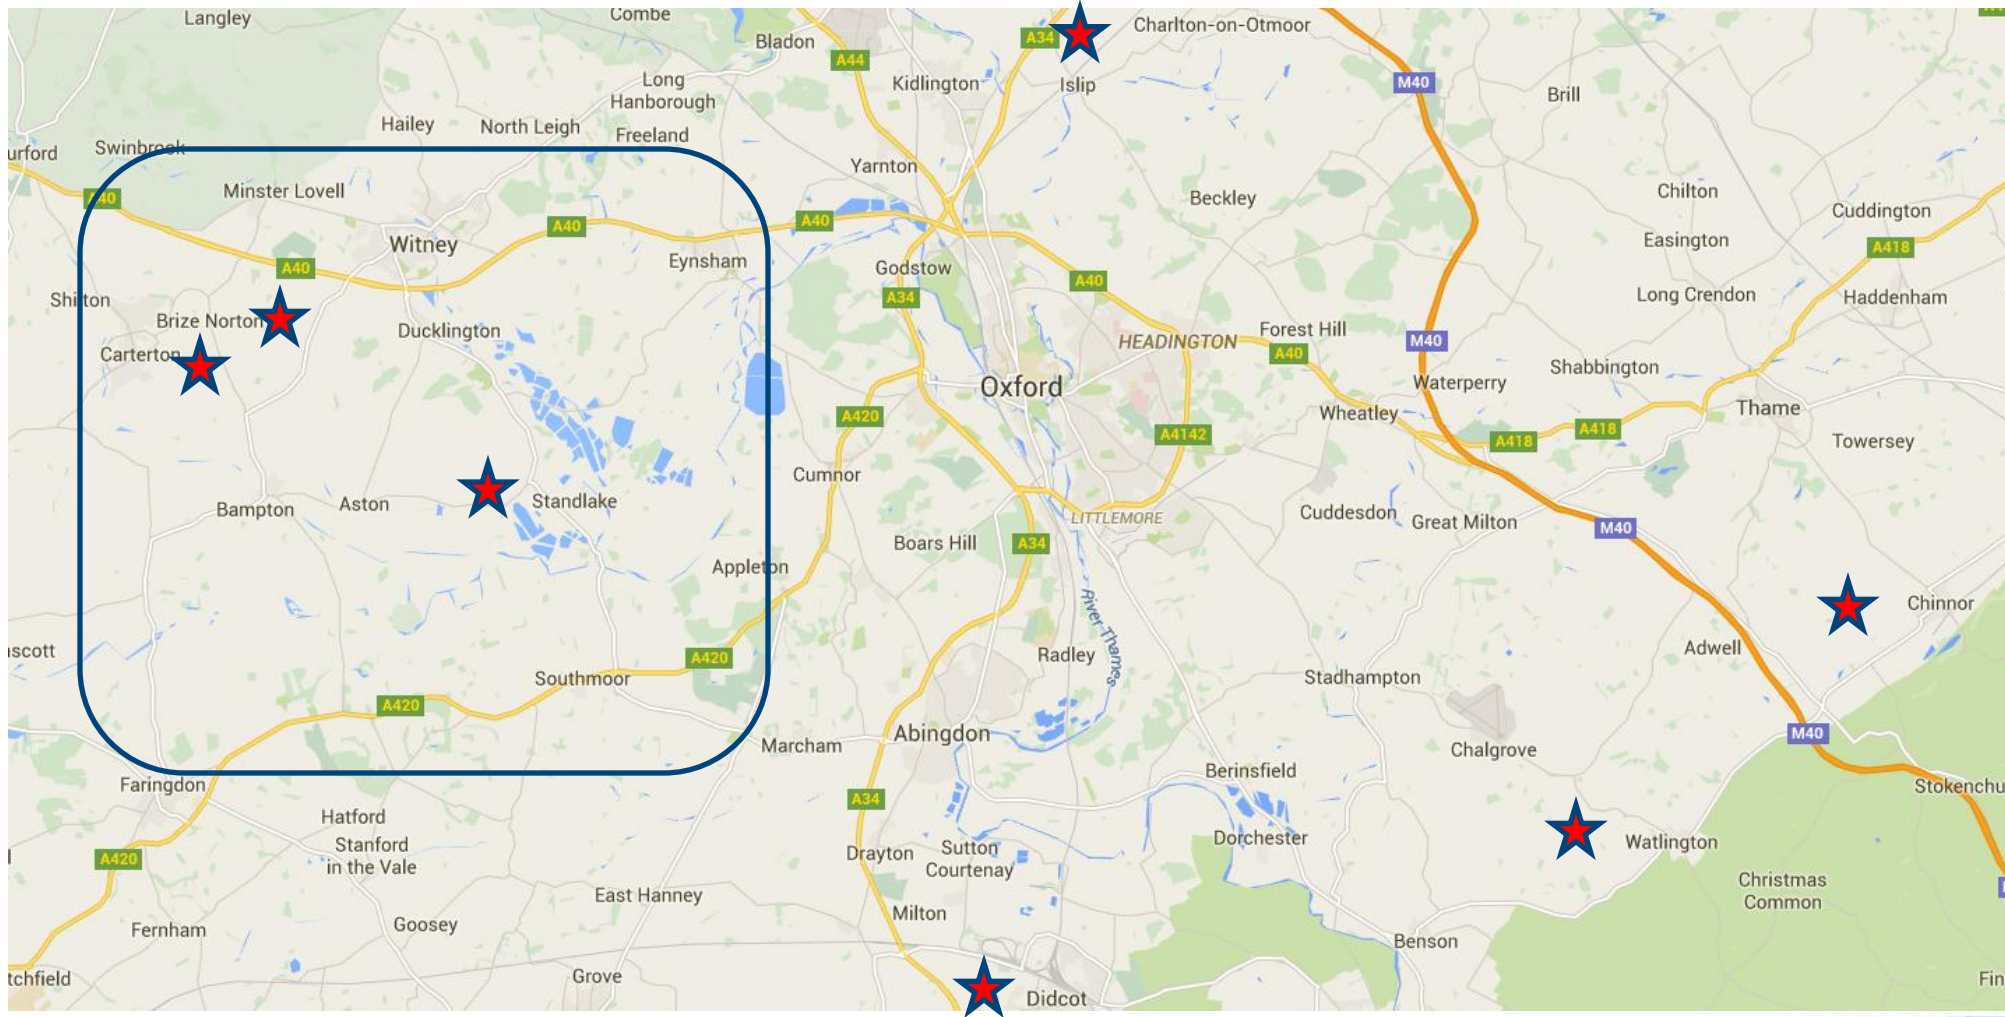 Langley
Combe
Bladon
A34
Charlton-on-Otmoor
A44
Long
Hanborough
Kidlington
Islip
M40
Brill
Hailey
North Leigh
Freeland
urford
Swinbrook
Yarnton
Minster Lovell
A40
Beckley
Chilton
Cuddington
A40
A40
Witney
Eynsham
Easington
A418
A40
Godstow
A40
Shilton
A34
Long Crendon
Haddenham
Brize Norton
Ducklington
HEADINGTON
Forest Hill
M40
Carterton
A40
Oxford
Waterperry
Shabbington
A420
Wheatley
Thame
A4142
A418
A418
Towersey
Cumnor
Bampton
Aston
Standlake
LITTLEMORE
Cuddesdon
Great Milton
M40
Boars Hill
A34
Appleton
River Thames
Chinnor
ascott
A420
Radley
Adwell
Southmoor
Stadhampton
A420
Abingdon
Marcham
Chalgrove
M40
Faringdon
Berinsfield
Stokenchu
A34
Hatford
Stanford
in the Vale
A420
Drayton
Sutton
Courtenay
Dorchester
Watlington
East Hanney
Christmas
Common
Milton
Fernham
Goosey
Benson
tchfield
Grove
Didcot
Fin